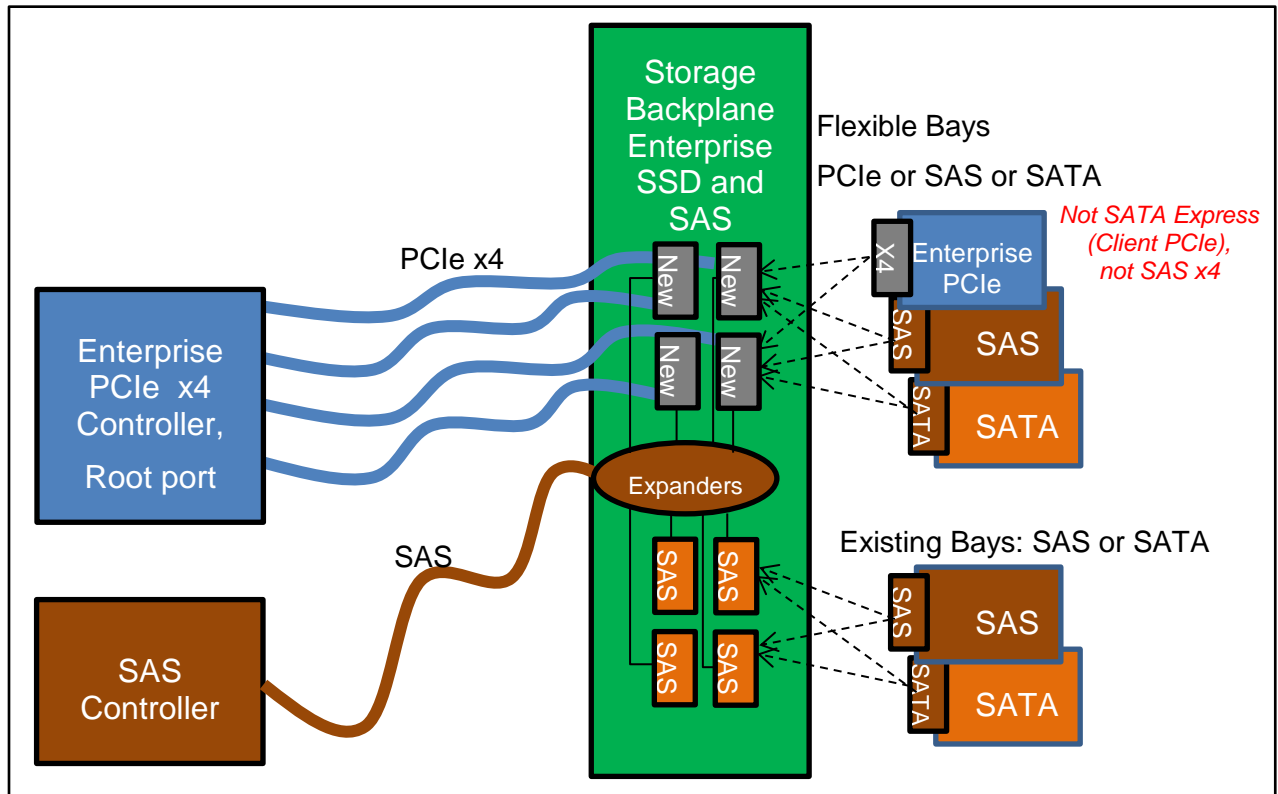 Storage
Backplane
Enterprise
SSD and
SAS
Flexible Bays
PCIe or SAS or SATA
Not SATA Express
(Client PCIe),
not SAS x4
X4
Enterprise
PCIe
SAS
SAS
SATA
SATA
PCIe x4
New
New
New
New
Enterprise
PCIe  x4
Controller,
Root port
Expanders
SAS
SAS
SAS
SAS
SAS
Existing Bays: SAS or SATA
SAS
SAS
SATA
SATA
SAS
Controller